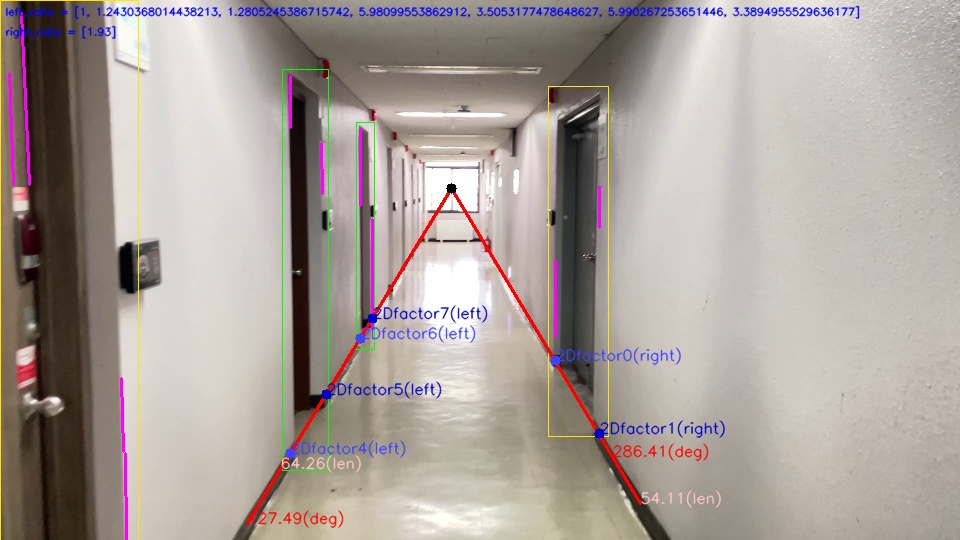 left_ratio = [1, 1.2430368014438213, 1.2805245386715742, 5.98099553862912, 3.5053177478648627, 5.990267253651446, 3.3894955529636177]
right_ratio = [1.93]
2Dfactor7(left)
2Dfactor6(left)
2Dfactor0(right)
2Dfactor5(left)
2Dfactor1(right)
2Dfactor4(left)
286.41(deg)
64.26(len)
54.11(len)
27.49(deg)